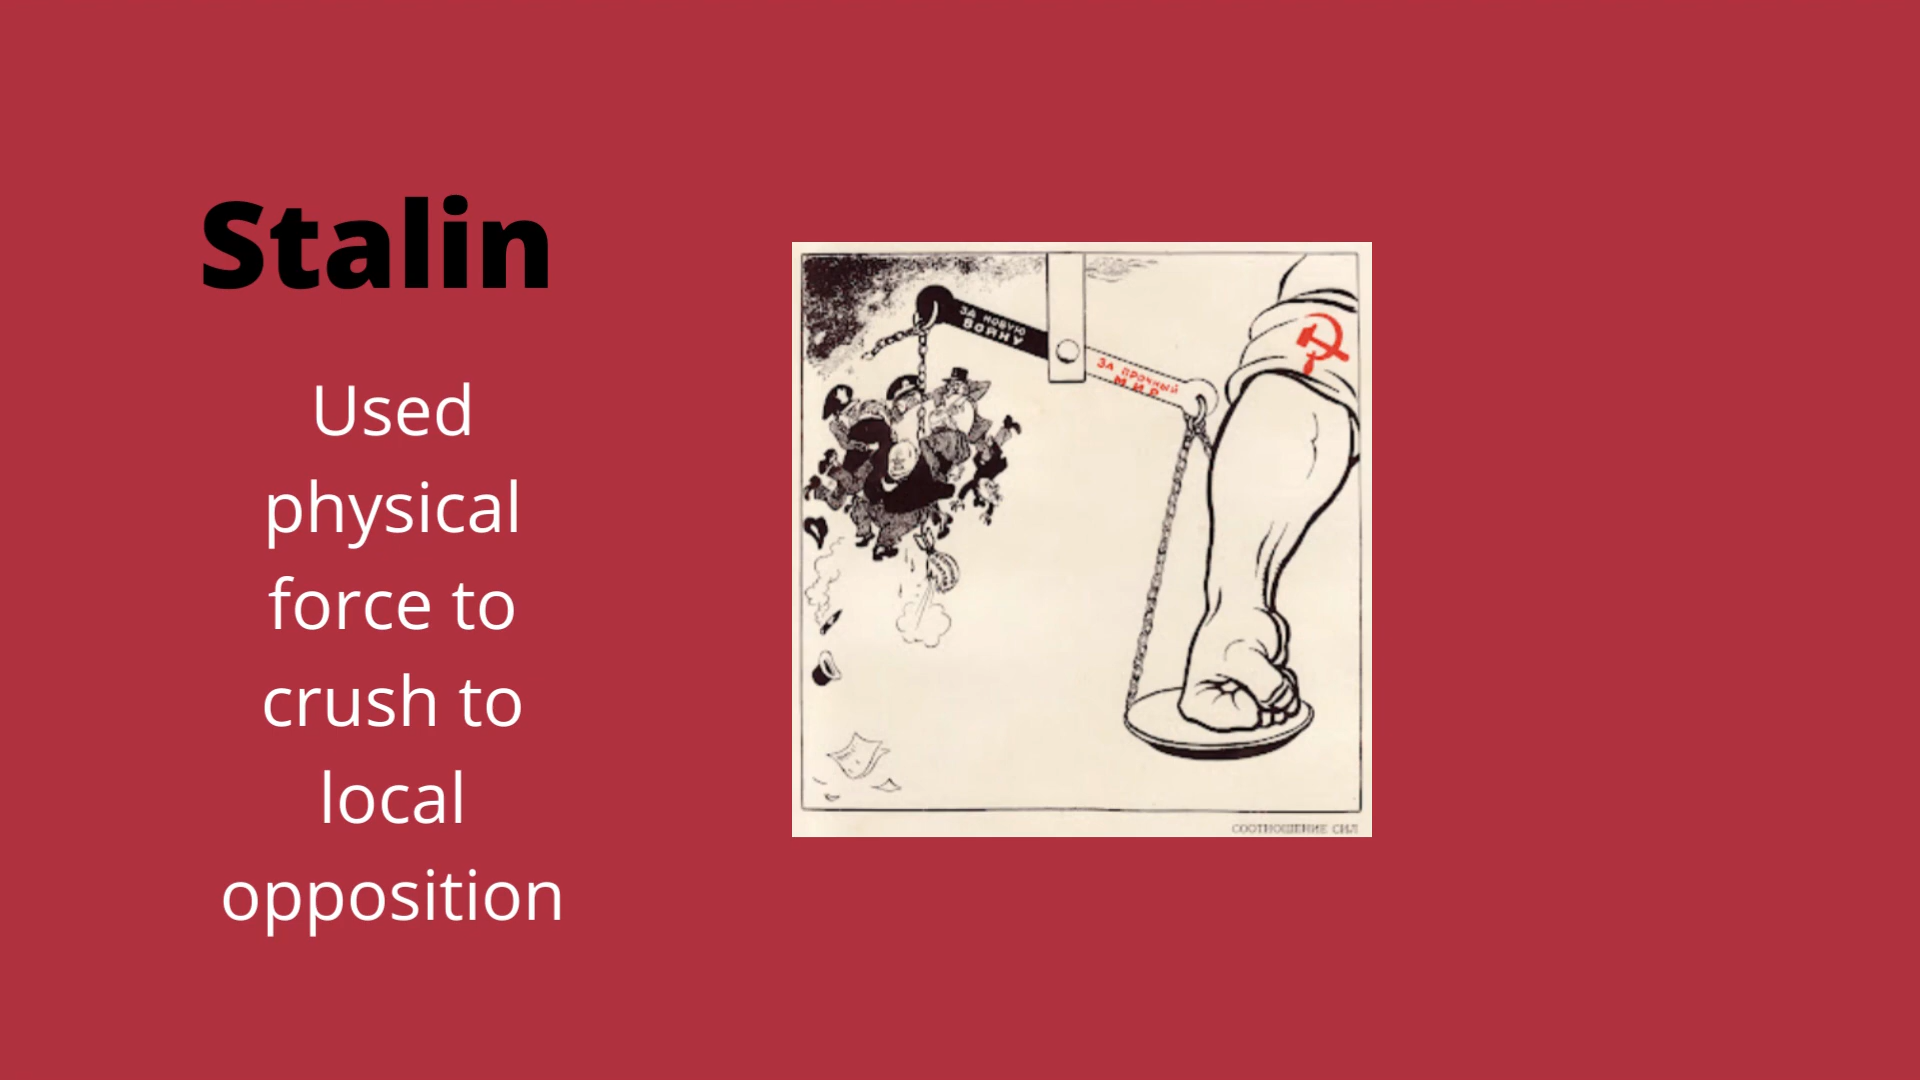 Stalin
Used
physical
force to
crush to
local
opposition
ЗА НОВУЮ
ВОЙНУ
ЗА ПРОЧНЫЙ
МИР
СООТНОШЕНИЕ СИЛ